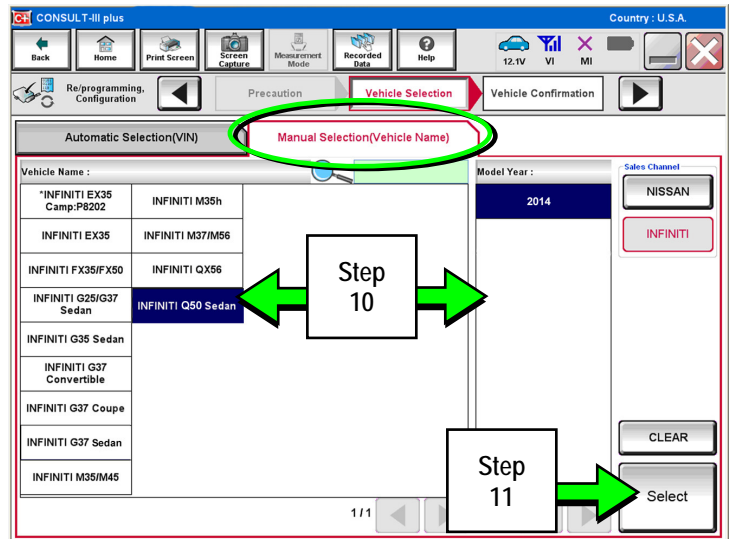 CONSULT-III plus
Country : U.S.A.
Back
Home
Print Screen
Screen
Capture
Measurement
Mode
Recorded
Data
Help
12.1V
VI
MI
Re/programming,
Configuration
Precaution
Vehicle Selection
Vehicle Confirmation
Automatic Selection(VIN)
Manual Selection(Vehicle Name)
Vehicle Name :
Model Year :
Sales Channel
*INFINITI EX35
Camp:P8202
INFINITI M35h
2014
NISSAN
INFINITI EX35
INFINITI M37/M56
INFINITI
INFINITI FX35/FX50
INFINITI QX56
INFINITI G25/G37
Sedan
INFINITI Q50 Sedan
Step
10
INFINITI G35 Sedan
INFINITI G37
Convertible
INFINITI G37 Coupe
INFINITI G37 Sedan
CLEAR
INFINITI M35/M45
Step
11
Select
1/1